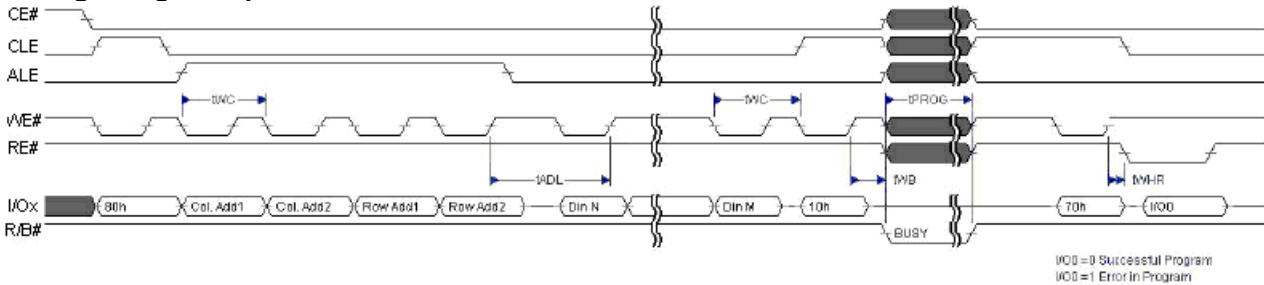 CE#
CLE
ALE
tWC tWC tPROG
WE#
RE#
tADL tWB tWHR
I/Ox 80h Col. Add1 Col. Add2 Row Add1 Row Add2 Din N Din M 10h 70h I/O0
R/B# BUSY
I/O0=0 Successful Program
I/O0=1 Error in Program